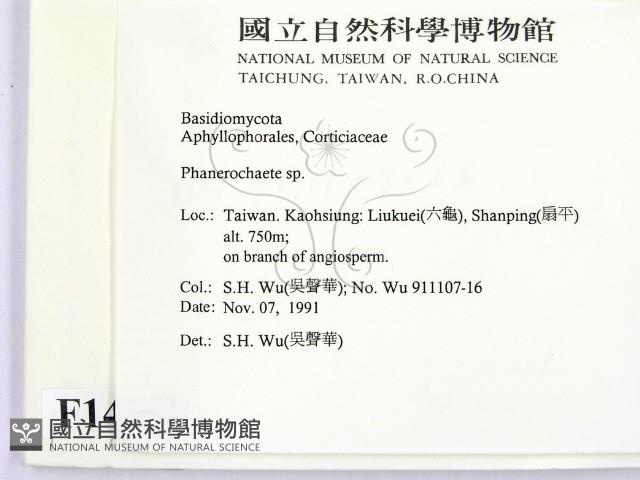 國立自然科學博物館
NATIONAL MUSEUM OF NATURAL SCIENCE
TAICHUNG, TAIWAN, R.O.CHINA
Basidiomycota
Aphyllophorales, Corticiaceae
Phanerochaete sp.
Loc.: Taiwan. Kaohsiung: Liukuei(六龜), Shanping(扇平)
alt. 750m;
on branch of angiosperm.
Col.: S.H. Wu(吳聲華); No. Wu 911107-16
Date: Nov. 07, 1991
Det.: S.H. Wu(吳聲華)
F14
國立自然科學博物館
NATIONAL MUSEUM OF NATURAL SCIENCE